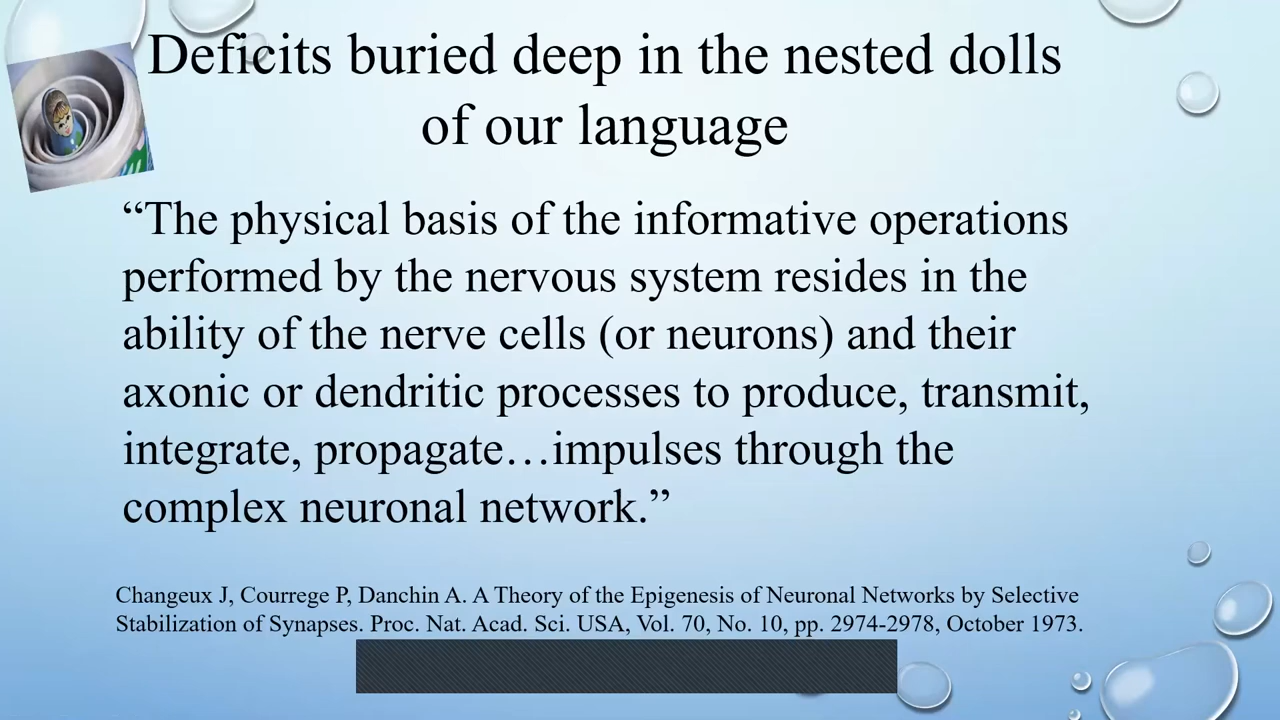 Deficits buried deep in the nested dolls
of our language
“The physical basis of the informative operations
performed by the nervous system resides in the
ability of the nerve cells (or neurons) and their
axonic or dendritic processes to produce, transmit,
integrate, propagate…impulses through the
complex neuronal network.”
Changeux J, Courrege P, Danchin A. A Theory of the Epigenesis of Neuronal Networks by Selective
Stabilization of Synapses. Proc. Nat. Acad. Sci. USA, Vol. 70, No. 10, pp. 2974-2978, October 1973.